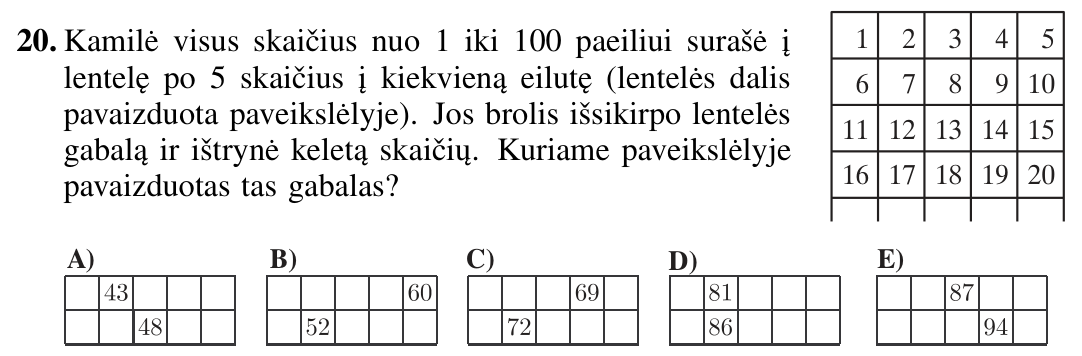 20. Kamilė visus skaičius nuo 1 iki 100 paeiliui surašė į
lentelę po 5 skaičius į kiekvieną eilutę (lentelės dalis
pavaizduota paveikslėlyje). Jos brolis išsikirpo lentelės
gabalą ir ištrynė keletą skaičių. Kuriame paveikslėlyje
pavaizduotas tas gabalas?
1 2 3 4 5
6 7 8 9 10
11 12 13 14 15
16 17 18 19 20
A) B) C) D) E)
43 60 69 81 87
48 52 72 86 94